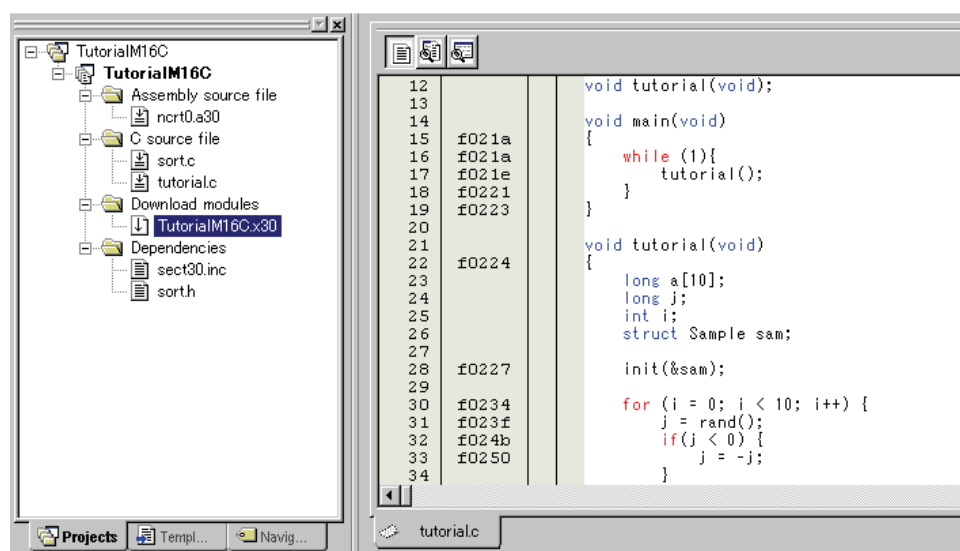 TutorialM16C
TutorialM16C
Assembly source file
ncrt0.a30
C source file
sort.c
tutorial.c
Download modules
TutorialM16C.x30
Dependencies
sect30.inc
sort.h
Projects Templ... Navig...
12 void tutorial(void);
13
14 void main(void)
15 f021a {
16 f021a while (1){
17 f021e tutorial();
18 f0221 }
19 f0223 }
20
21 void tutorial(void)
22 f0224 {
23 long a[10];
24 long j;
25 int i;
26 struct Sample sam;
27
28 f0227 init(&sam);
29
30 f0234 for (i = 0; i < 10; i++) {
31 f023f j = rand();
32 f024b if(j < 0) {
33 f0250 j = -j;
34 }
tutorial.c